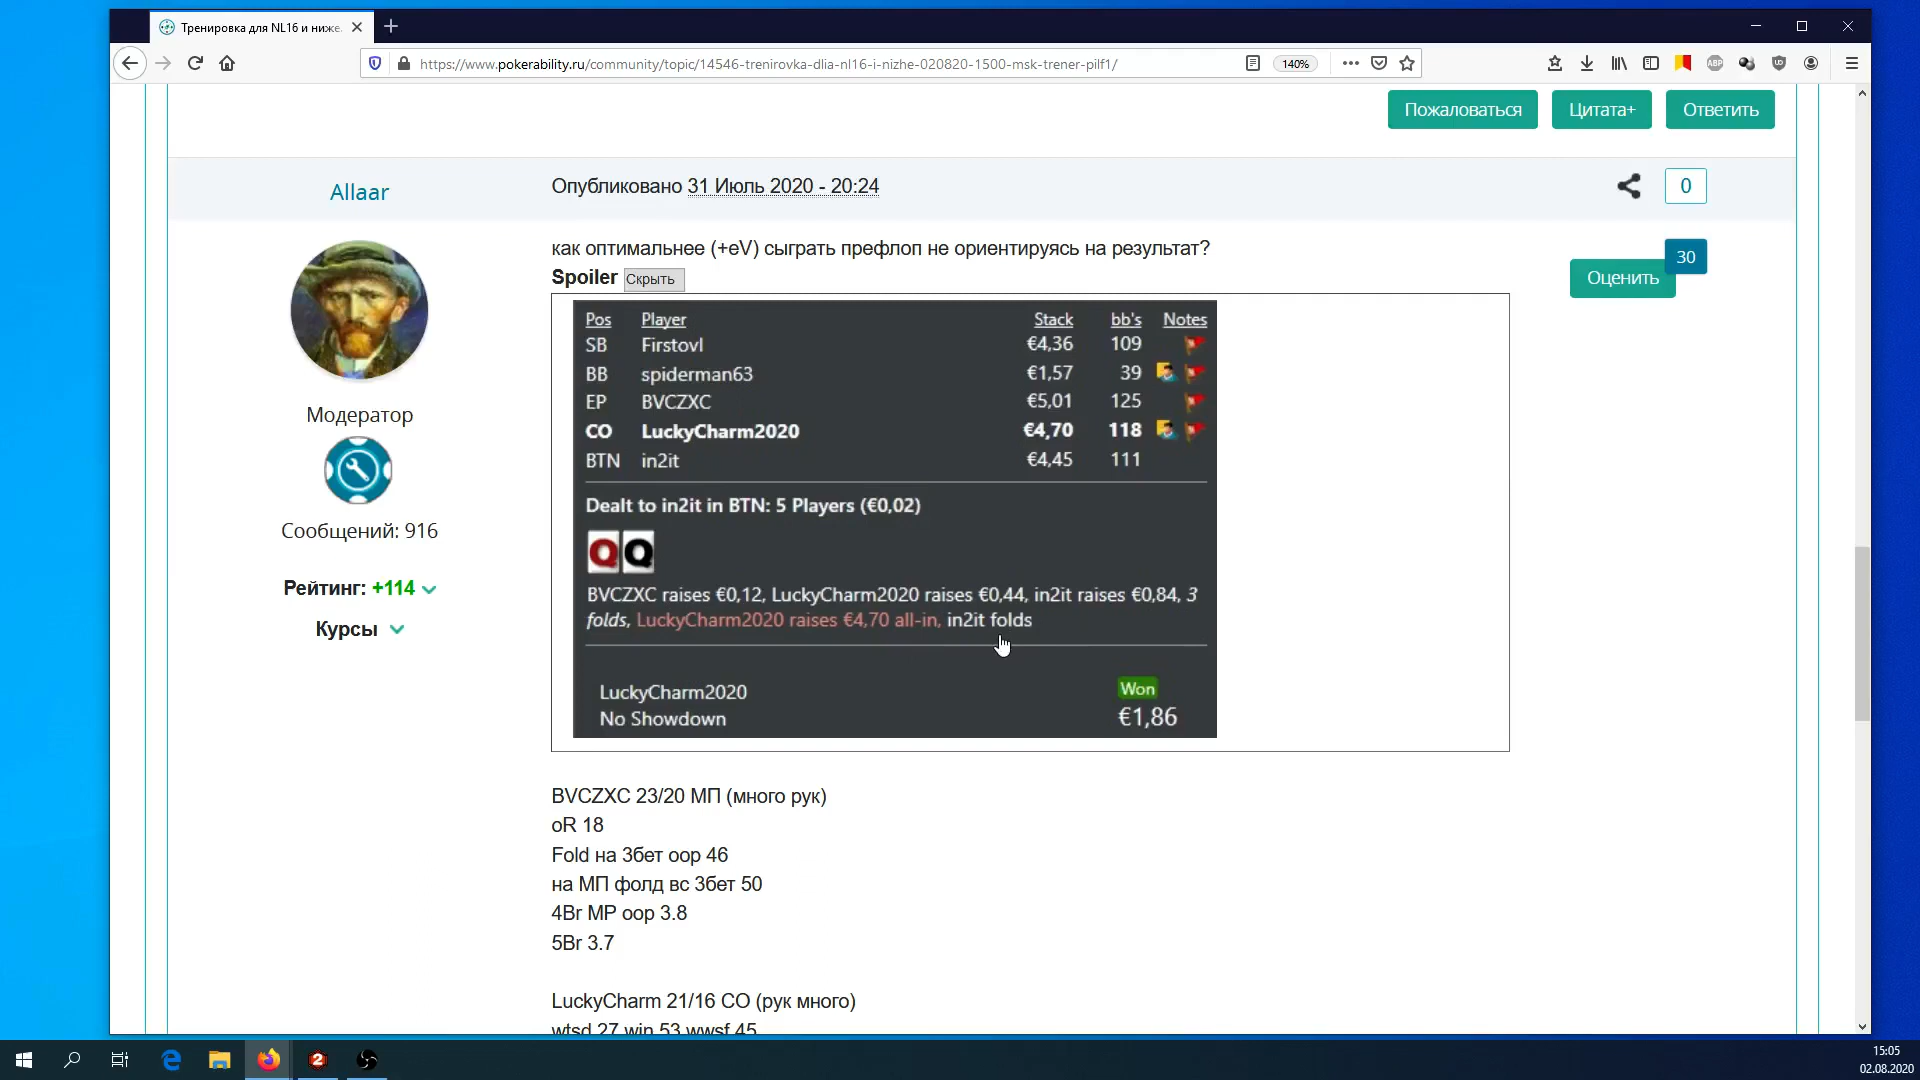 Тренировка для NL16 и ниже.
https://www.pokerability.ru/community/topic/14546-trenirovka-dlia-nl16-i-nizhe-020820-1500-msk-trener-pilf1/
140%
ABP
Пожаловаться
Цитата+
Ответить
Allaar
Опубликовано 31 Июль 2020 - 20:24
0
как оптимальнее (+eV) сыграть префлоп не ориентируясь на результат?
30
Spoiler Скрыть
Оценить
Pos Player Stack bb's Notes
SB Firstovl €4,36 109
BB spiderman63 €1,57 39
EP BVCZXC €5,01 125
CO LuckyCharm2020 €4,70 118
BTN in2it €4,45 111
Dealt to in2it in BTN: 5 Players (€0,02)
Q Q
BVCZXC raises €0,12, LuckyCharm2020 raises €0,44, in2it raises €0,84, 3
folds, LuckyCharm2020 raises €4,70 all-in, in2it folds
LuckyCharm2020 Won
No Showdown €1,86
Модератор
Сообщений: 916
Рейтинг: +114
Курсы
BVCZXC 23/20 МП (много рук)
oR 18
Fold на 3бет оор 46
на МП фолд вс 3бет 50
4Br MP oop 3.8
5Br 3.7
LuckyCharm 21/16 CO (рук много)
wtsd 27 win 53 wwsf 45
2
15:05
02.08.2020